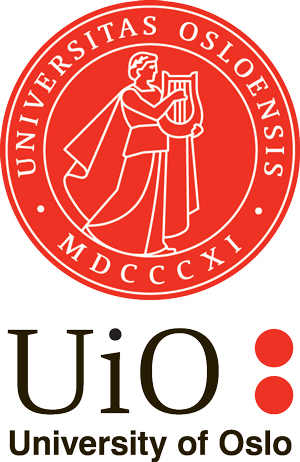 UNIVERSITAS OSLOENSIS
MDCCCXI
UiO
University of Oslo